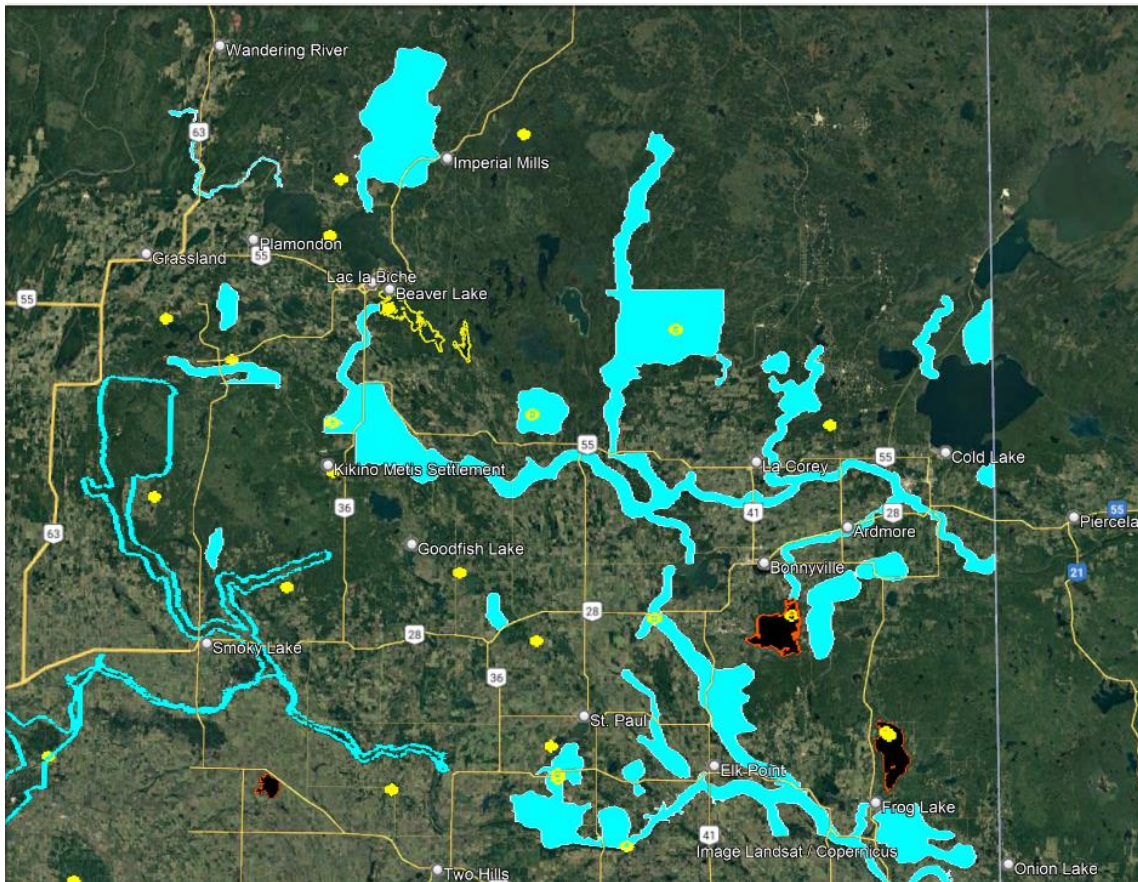 Wandering River
63
Imperial Mills
Plamondon
Grassland
55
Lac la Biche
Beaver Lake
55
55
La Corey
55
Cold Lake
Kikino Metis Settlement
36
41
28
55
Piercela
Ardmore
63
Goodfish Lake
Bonnyville
21
28
28
Smoky Lake
36
St. Paul
Elk Point
Frog Lake
41
Image Landsat / Copernicus
Two Hills
Onion Lake